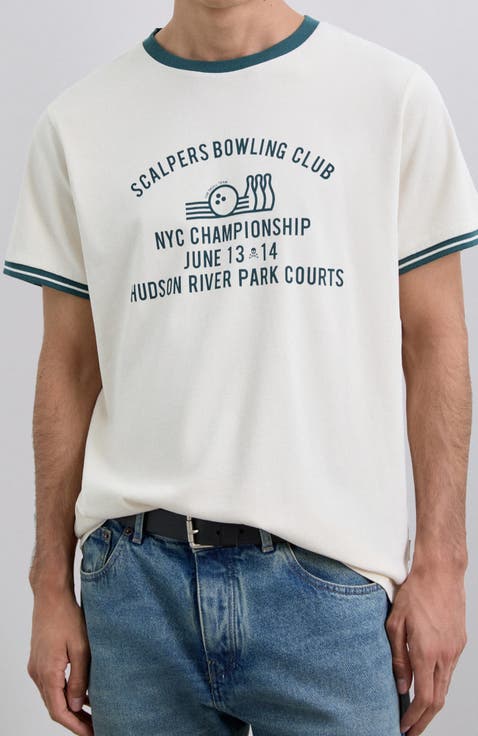 SCALPERS BOWLING CLUB
NYC CHAMPIONSHIP
JUNE 13 14
HUDSON RIVER PARK COURTS